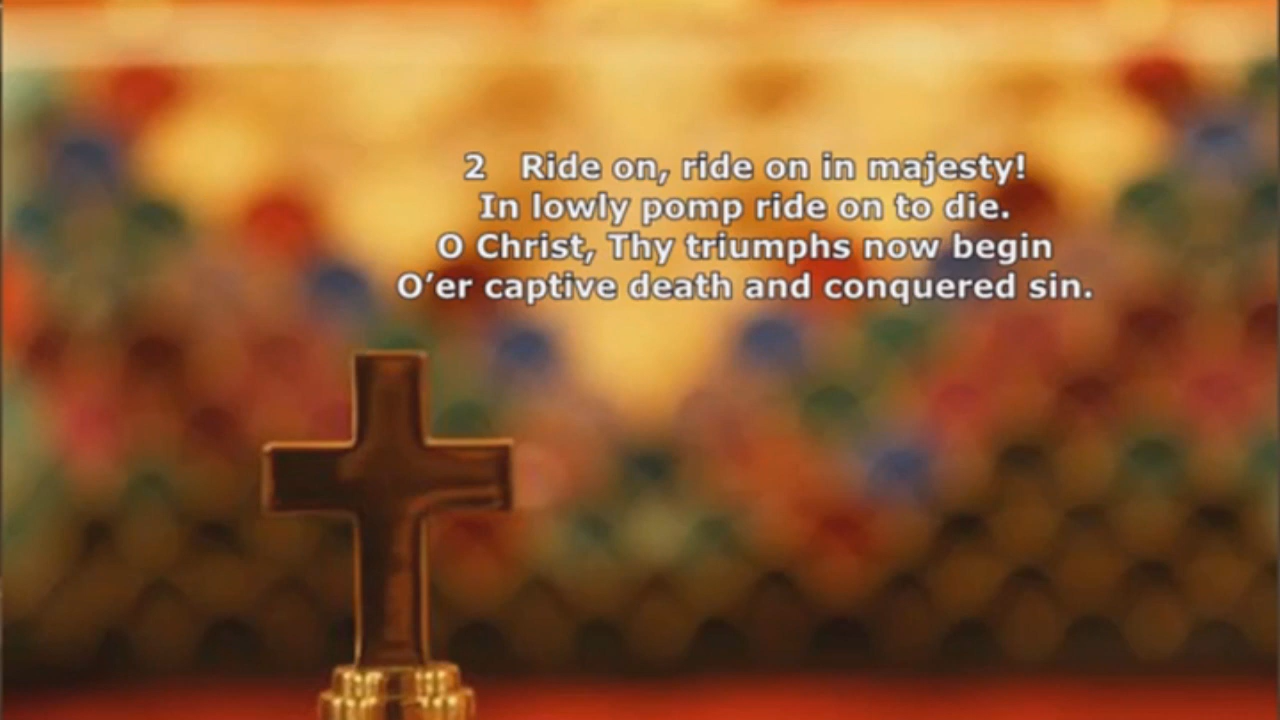 2 Ride on, ride on in majesty!
In lowly pomp ride on to die.
O Christ, Thy triumphs now begin
O’er captive death and conquered sin.